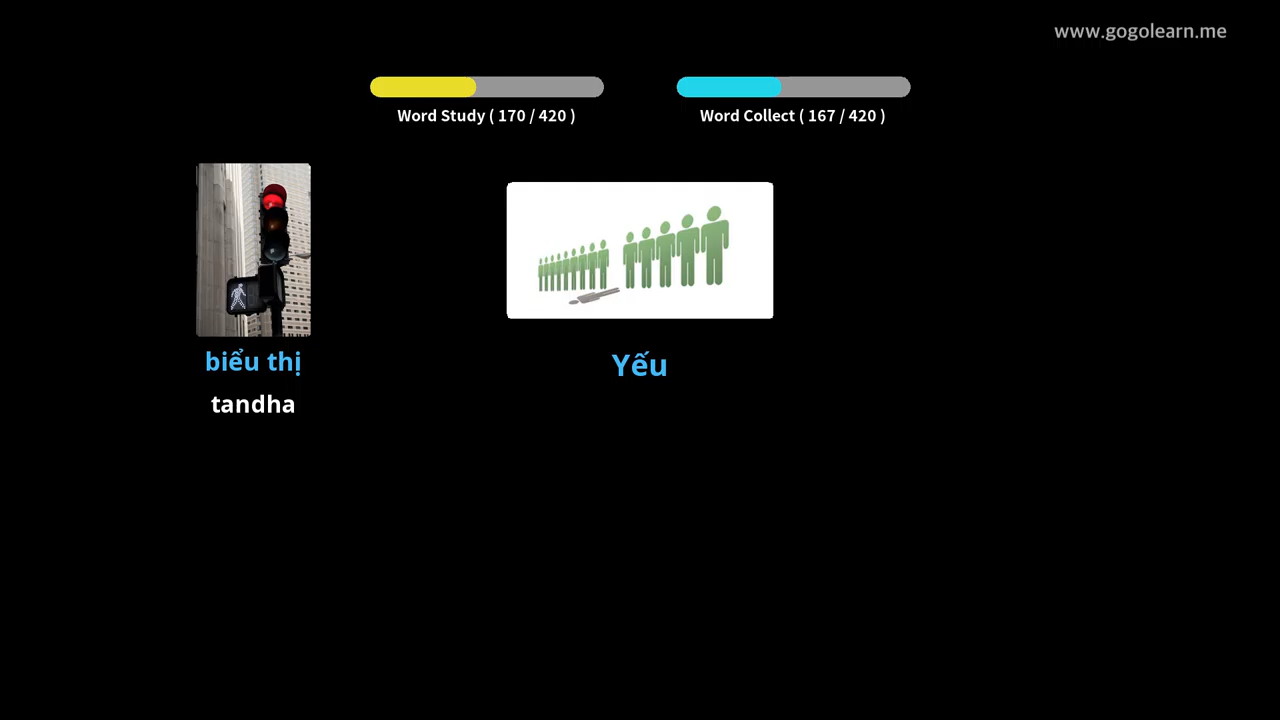 www.gogolearn.me
Word Study ( 170 / 420 )
Word Collect ( 167 / 420 )
biểu thị
tandha
Yếu